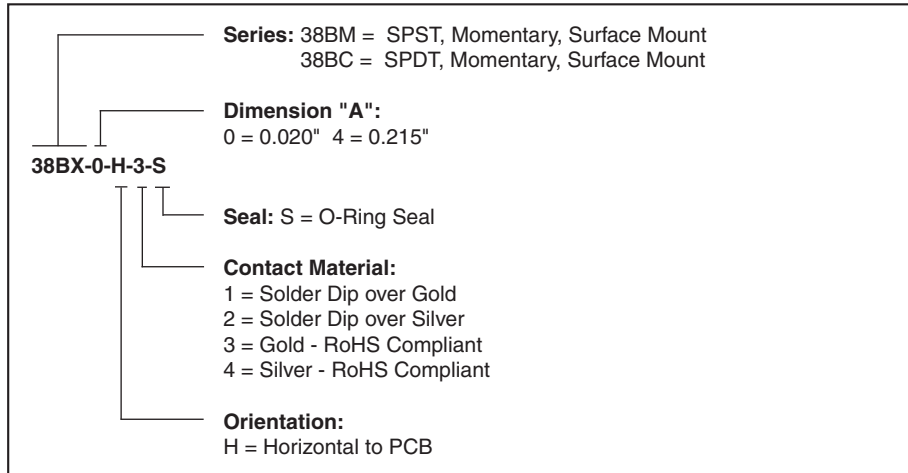 Series: 38BM = SPST, Momentary, Surface Mount
38BC = SPDT, Momentary, Surface Mount
Dimension "A":
0 = 0.020" 4 = 0.215"
38BX-0-H-3-S
Seal: S = O-Ring Seal
Contact Material:
1 = Solder Dip over Gold
2 = Solder Dip over Silver
3 = Gold - RoHS Compliant
4 = Silver - RoHS Compliant
Orientation:
H = Horizontal to PCB